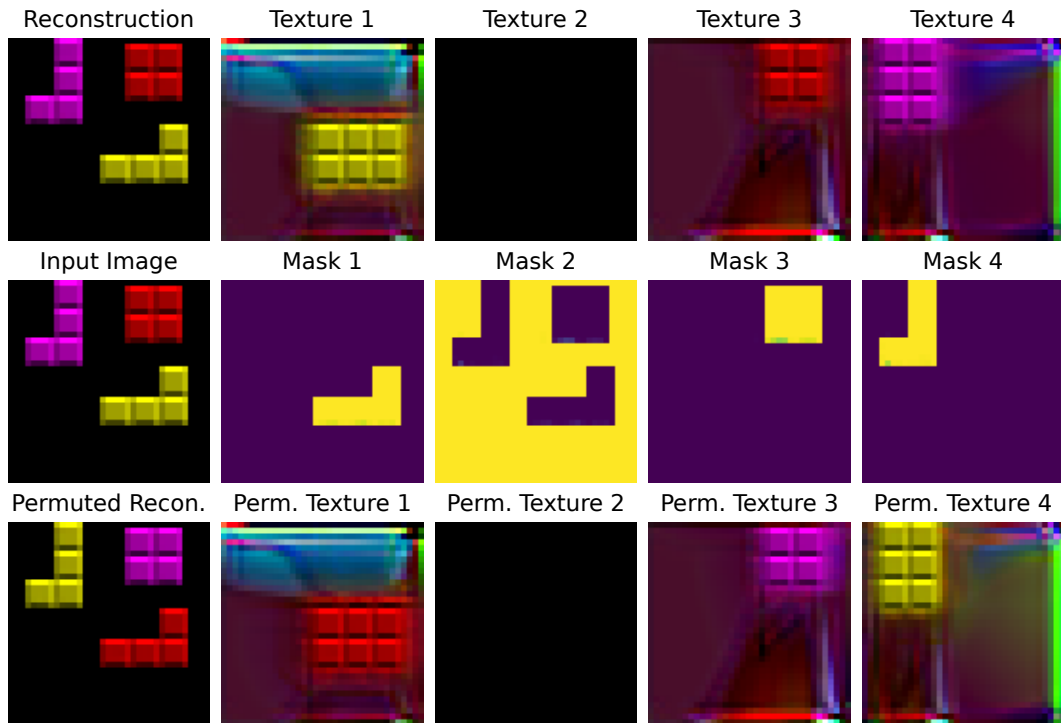 Reconstruction Texture 1 Texture 2 Texture 3 Texture 4
Input Image Mask 1 Mask 2 Mask 3 Mask 4
Permuted Recon. Perm. Texture 1 Perm. Texture 2 Perm. Texture 3 Perm. Texture 4